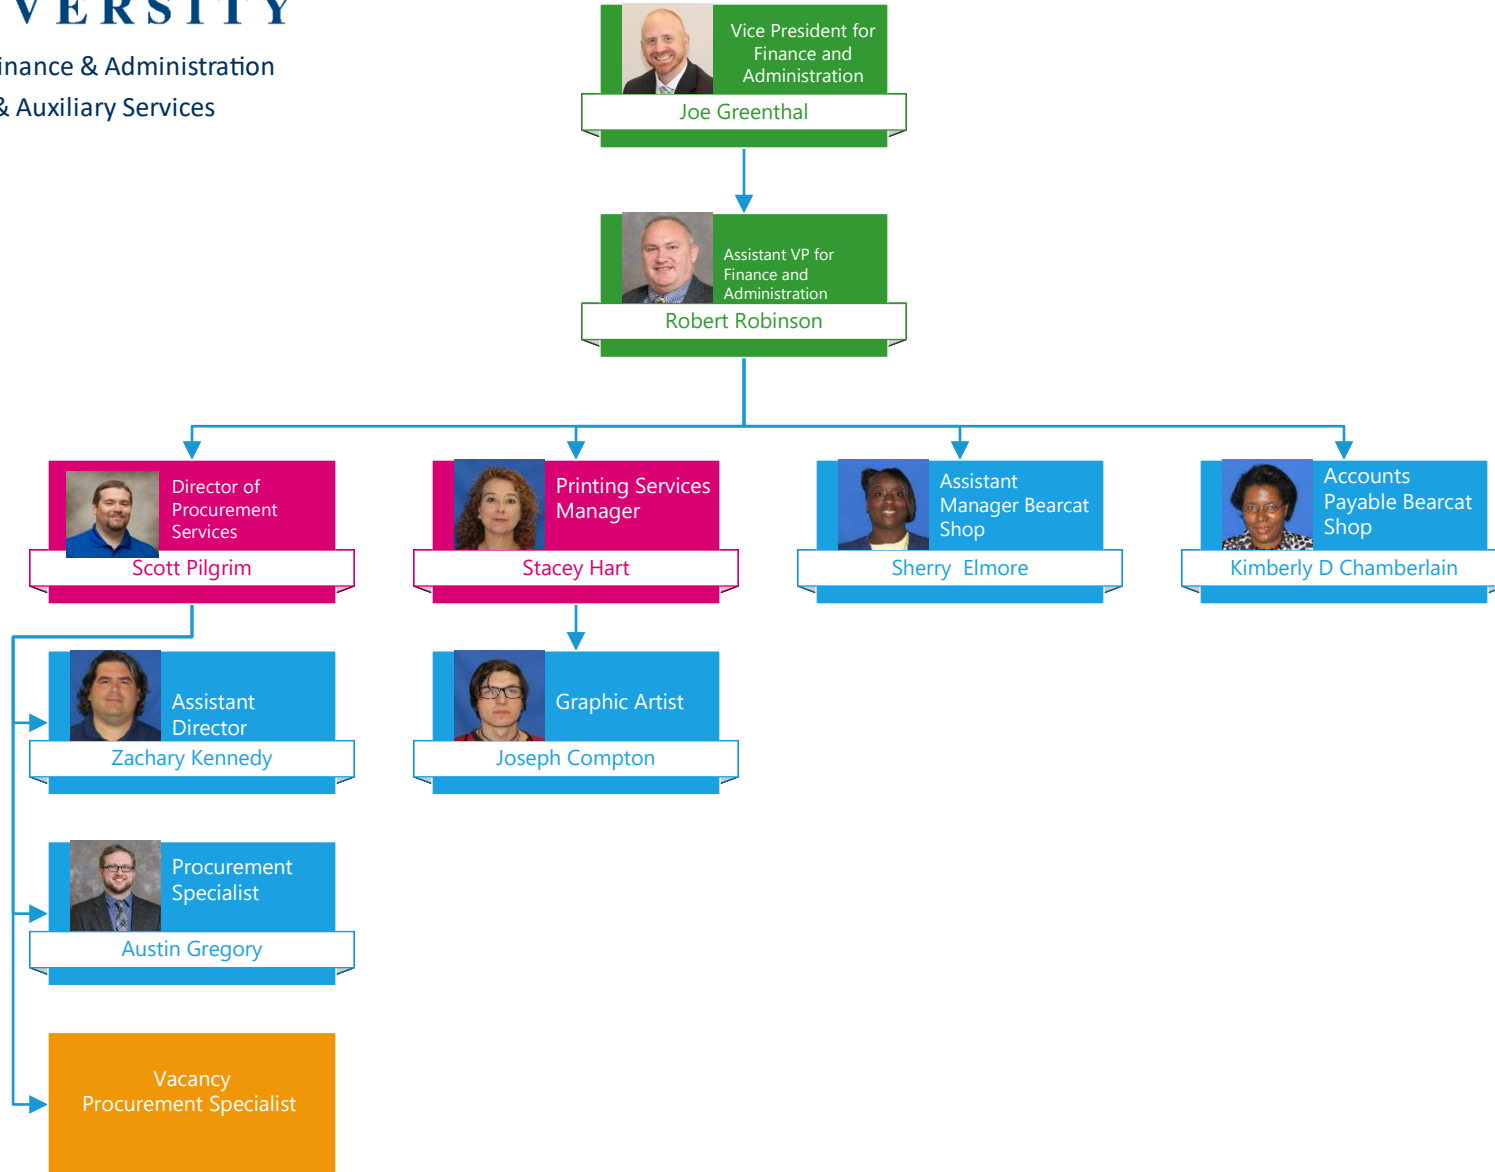 VERSITY
inance & Administration
& Auxiliary Services
Vice President for
Finance and
Administration
Joe Greenthal
Assistant VP for
Finance and
Administration
Robert Robinson
Director of
Procurement
Services
Scott Pilgrim
Printing Services
Manager
Stacey Hart
Assistant
Manager Bearcat
Shop
Sherry  Elmore
Accounts
Payable Bearcat
Shop
Kimberly D Chamberlain
Assistant
Director
Zachary Kennedy
Graphic Artist
Joseph Compton
Procurement
Specialist
Austin Gregory
Vacancy
Procurement Specialist